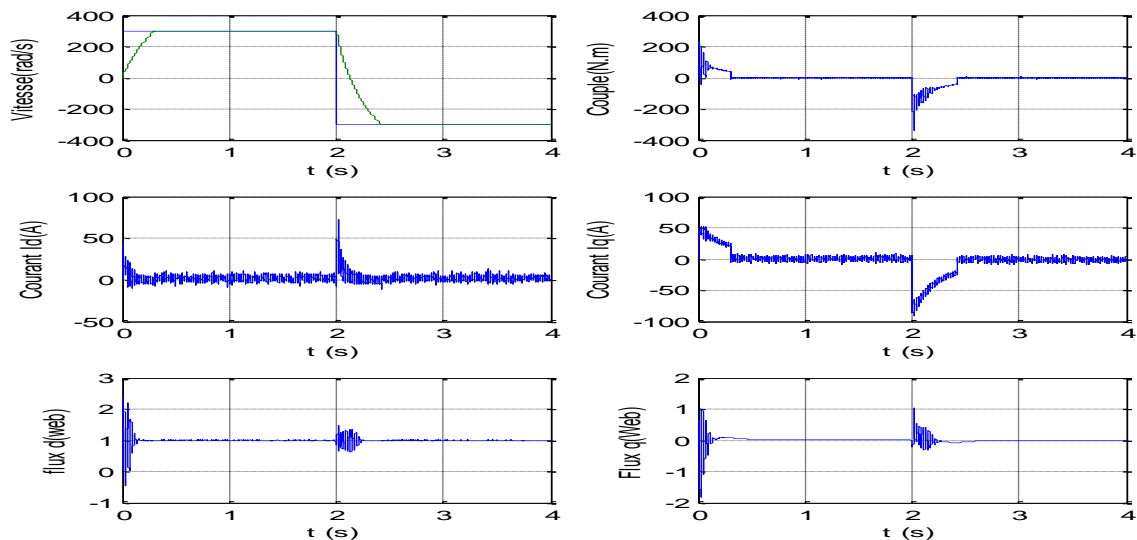 Vitesse(rad/s)
400
200
0
-200
-400
0 1 2 3 4
t (s)
Couple(N.m)
400
200
0
-200
-400
0 1 2 3 4
t (s)
Courant Id(A)
100
50
0
-50
0 1 2 3 4
t (s)
Courant Iq(A)
100
50
0
-50
-100
0 1 2 3 4
t (s)
flux d(web)
3
2
1
0
-1
0 1 2 3 4
t (s)
Flux q(Web)
2
1
0
-1
-2
0 1 2 3 4
t (s)